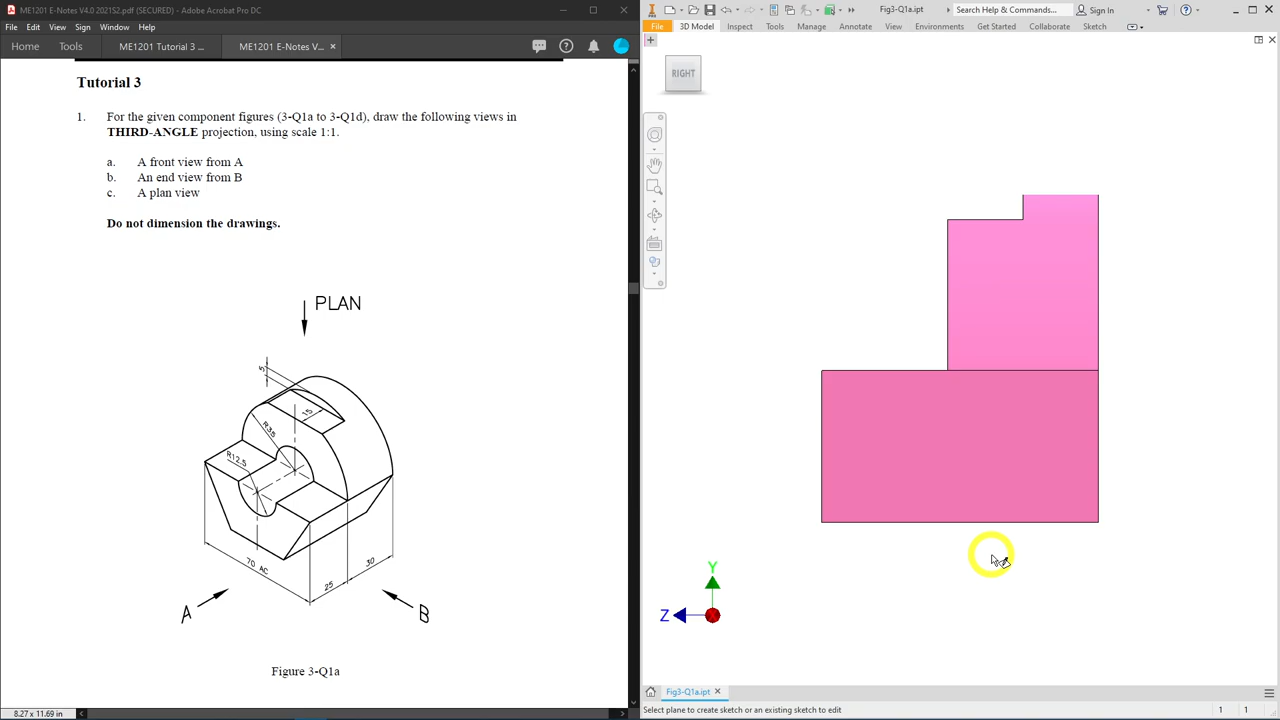 ME1201 E-Notes V4.0 2022S2.pdf (SECURED) - Adobe Acrobat Pro DC
File Edit View Sign Window Help
Home Tools ME1201 Tutorial 3 ... ME1201 E-Notes V...
Tutorial 3
1. For the given component figures (3-Q1a to 3-Q1d), draw the following views in
THIRD-ANGLE projection, using scale 1:1.
a. A front view from A
b. An end view from B
c. A plan view
Do not dimension the drawings.
PLAN
5
15
R35
R12.5
70 AC
25
30
A
B
Figure 3-Q1a
8.27 x 11.69 in
Fig3-Q1a.ipt
Search Help & Commands...
Sign In
File 3D Model Inspect Tools Manage Annotate View Environments Get Started Collaborate Sketch
RIGHT
Y
Z
Fig3-Q1a.ipt
Select plane to create sketch or an existing sketch to edit
1 1